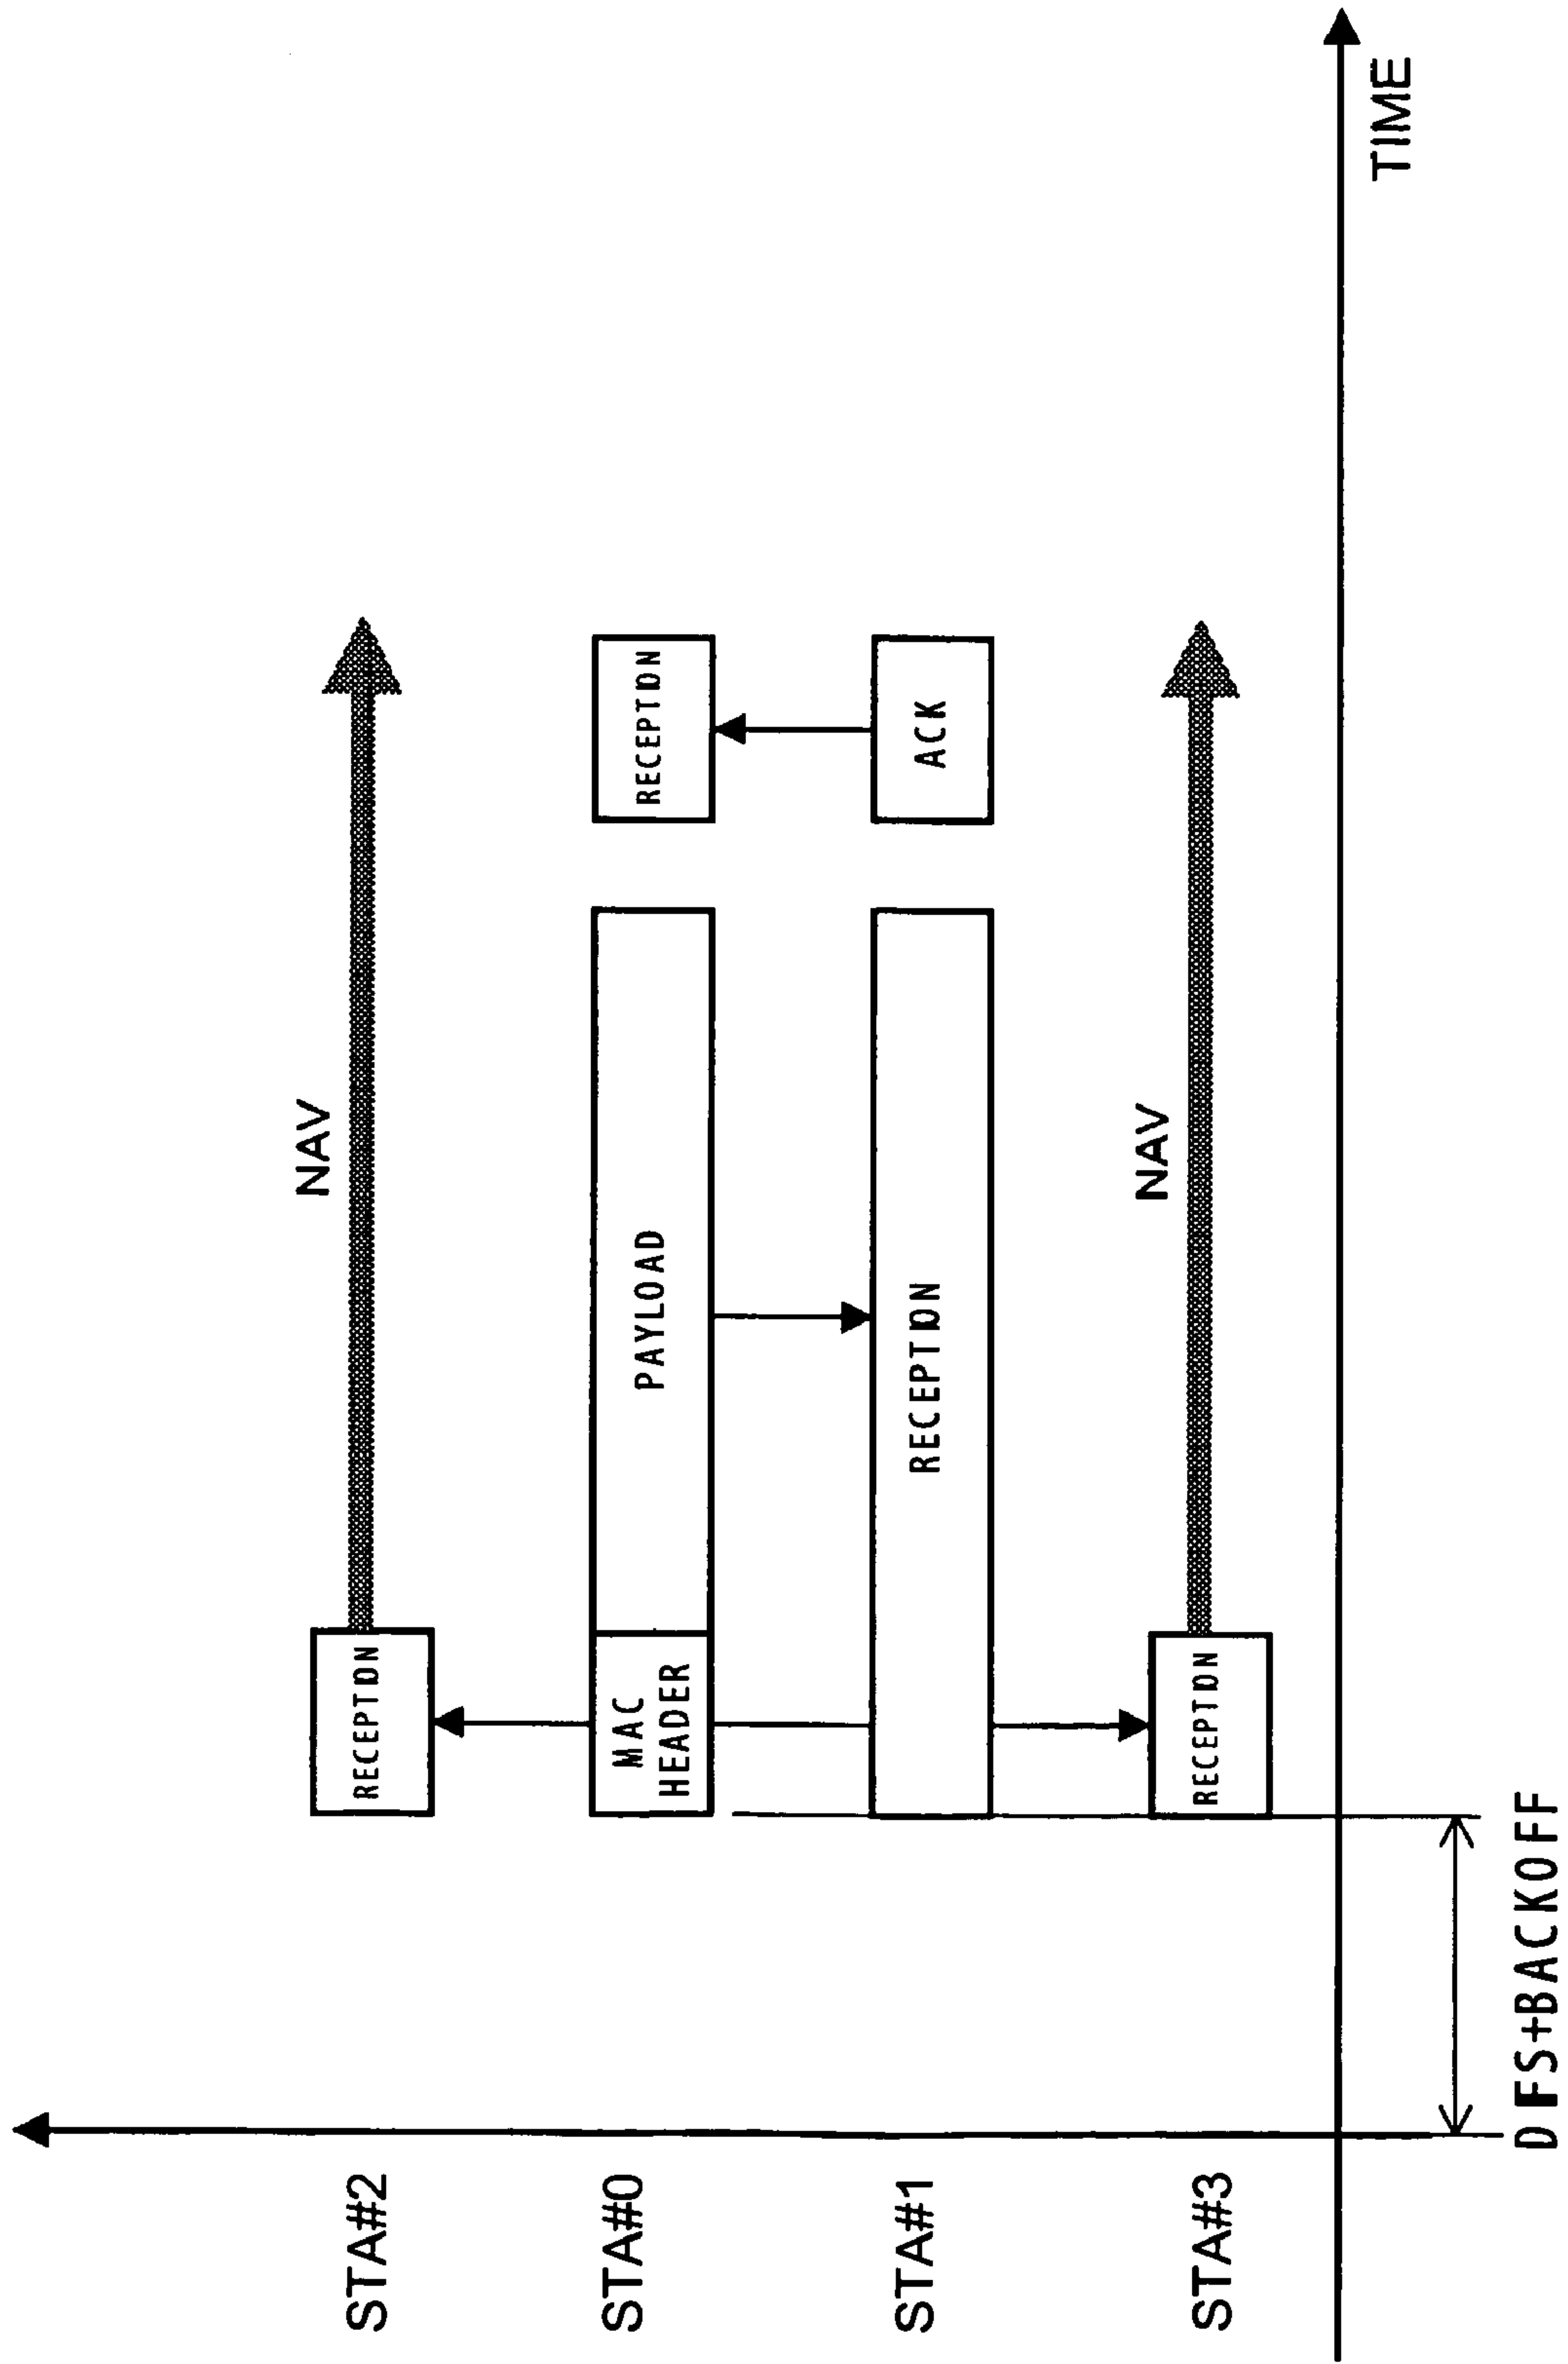 STA#2
RECEPTION
NAV
STA#0
MAC
HEADER
PAYLOAD
RECEPTION
STA#1
RECEPTION
ACK
STA#3
RECEPTION
NAV
TIME
DIFS+BACKOFF